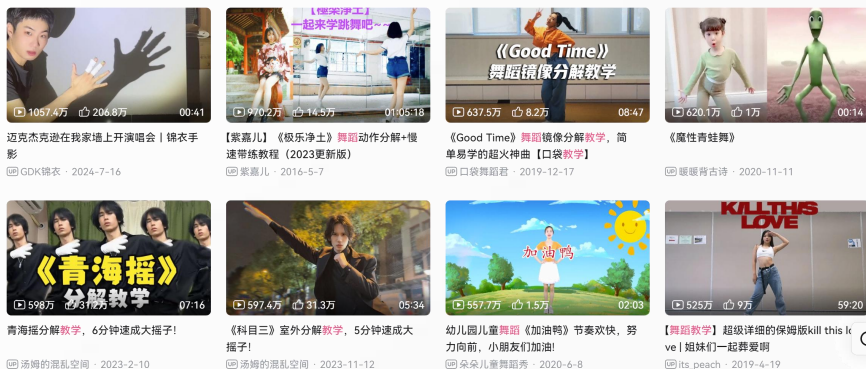 【极乐净土】
一起来学跳舞吧~~
《Good Time》
舞蹈镜像分解教学
1057.4万 206.8万 00:41
970.2万 14.5万 01:05:18
637.5万 8.2万 08:47
620.1万 1万 00:14
迈克杰克逊在我家墙上开演唱会丨锦衣手
影
UP GDK锦衣 · 2024-7-16
【紫嘉儿】《极乐净土》舞蹈动作分解+慢
速带练教程（2023更新版）
UP 紫嘉儿 · 2016-5-7
《Good Time》舞蹈镜像分解教学，简
单易学的超火神曲【口袋教学】
UP 口袋舞蹈君 · 2019-12-17
《魔性青蛙舞》
UP 暖暖背古诗 · 2020-11-11
《青海摇》
分解教学
加油鸭
KILL THIS
LOVE
598万 31.2万 07:16
597.4万 31.3万 05:34
557.7万 1.5万 02:03
525万 9万 59:20
青海摇分解教学，6分钟速成大摇子!
UP 汤姆的混乱空间 · 2023-2-10
《科目三》室外分解教学，5分钟速成大
摇子!
UP 汤姆的混乱空间 · 2023-11-12
幼儿园儿童舞蹈《加油鸭》节奏欢快，努
力向前，小朋友们加油!
UP 朵朵儿童舞蹈秀 · 2020-6-8
【舞蹈教学】超级详细的保姆版kill this lo
ve | 姐妹们一起葬爱啊
UP its_peach · 2019-4-19